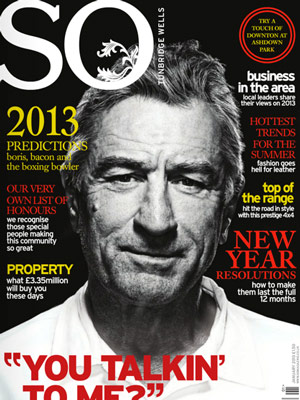 SO
TUNBRIDGE WELLS
TRY A
TOUCH OF
DOWNTON AT
ASHDOWN
PARK
business
in the area
local leaders share
their views on 2013
2013
PREDICTIONS
boris, bacon and
the boxing bowler
HOTTEST
TRENDS
FOR THE
SUMMER
fashion goes
hell for leather
OUR VERY
OWN LIST OF
HONOURS
we recognise
those special
people making
this community
so great
top of
the range
hit the road in style
with this prestige 4x4
PROPERTY
what £3.35million
will buy you
these days
NEW
YEAR
RESOLUTIONS
how to make
them last the full
12 months
"YOU TALKIN'
TO ME?"